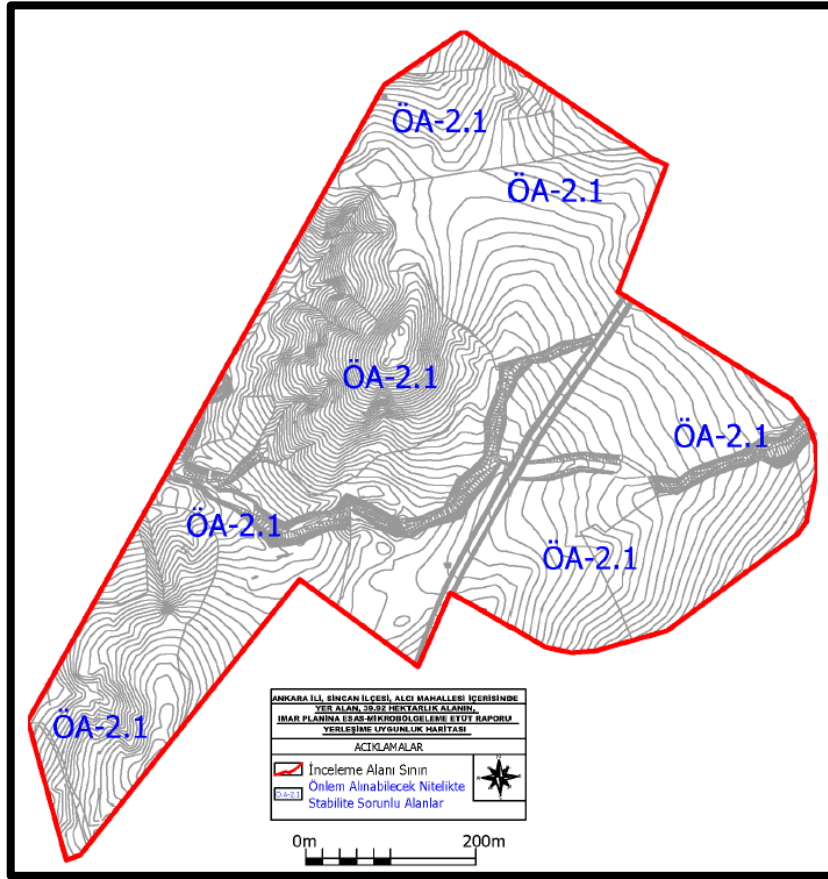 ÖA-2.1
ÖA-2.1
ÖA-2.1
ÖA-2.1
ÖA-2.1
ÖA-2.1
ÖA-2.1
ANKARA İLİ, SİNCAN İLÇESİ, ALCI MAHALLESİ İÇERİSİNDE
YER ALAN, 39.92 HEKTARLIK ALANIN,
İMAR PLANINA ESAS-MİKROBÖLGELEME ETÜT RAPORU
YERLEŞİME UYGUNLUK HARİTASI
ACIKLAMALAR
İnceleme Alanı Sınırı
Ö.A-2.1 Önlem Alınabilecek Nitelikte
Stabilite Sorunlu Alanlar
N
0m 200m